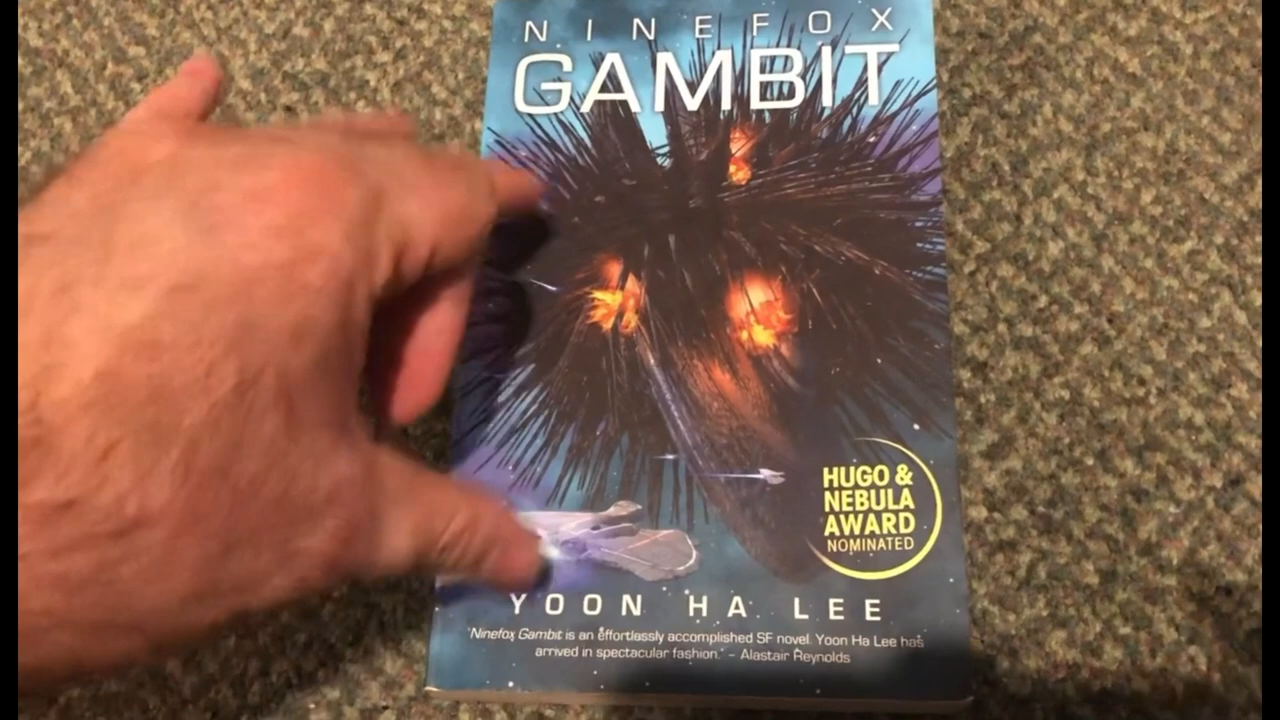 NINEFOX
GAMBIT
HUGO &
NEBULA
AWARD
NOMINATED
YOON HA LEE
'Ninefox Gambit is an effortlessly accomplished SF novel. Yoon Ha Lee has
arrived in spectacular fashion.' – Alastair Reynolds